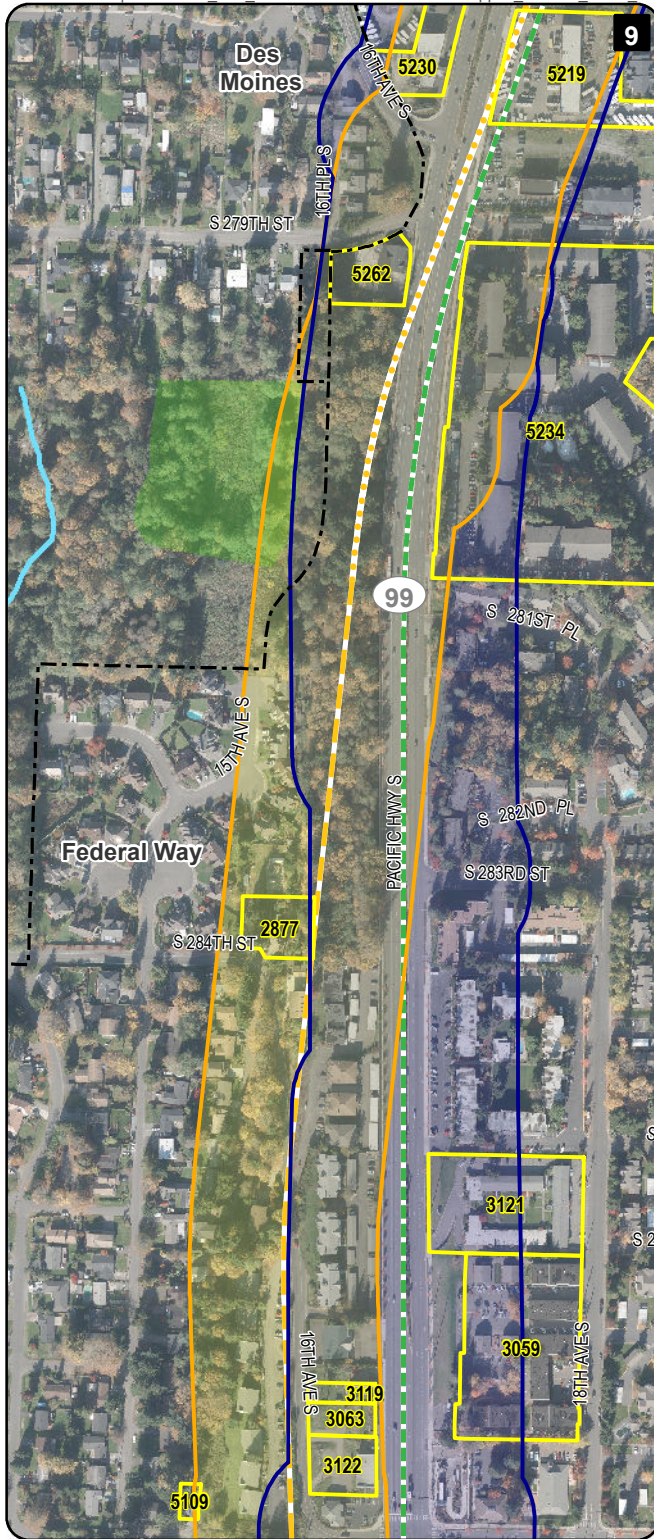 9
Des
Moines
16TH AVE S
5230
5219
16TH PL S
S 279TH ST
5262
5234
99
S 281ST PL
15TH AVE S
PACIFIC HWY S
S 282ND PL
Federal Way
S 283RD ST
2877
S 284TH ST
3121
S 2
3059
16TH AVE S
18TH AVE S
3119
3063
3122
5109